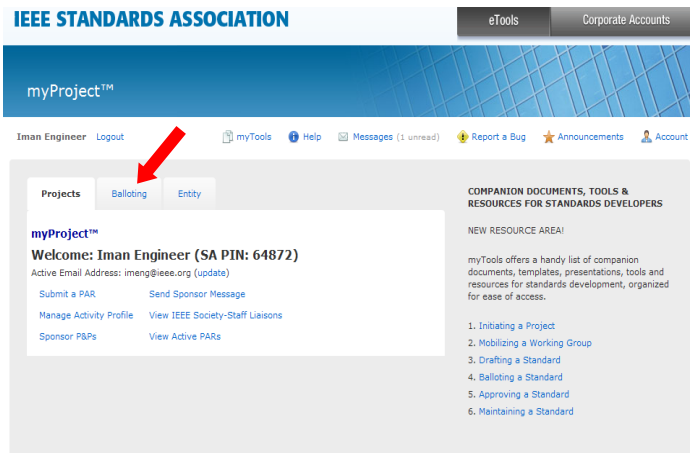 IEEE STANDARDS ASSOCIATION
eTools
Corporate Accounts
myProject™
Iman Engineer Logout
myTools
Help
Messages (1 unread)
Report a Bug
Announcements
Account
Projects
Balloting
Entity
myProject™
Welcome: Iman Engineer (SA PIN: 64872)
Active Email Address: imeng@ieee.org (update)
Submit a PAR
Send Sponsor Message
Manage Activity Profile
View IEEE Society-Staff Liaisons
Sponsor P&Ps
View Active PARs
COMPANION DOCUMENTS, TOOLS &
RESOURCES FOR STANDARDS DEVELOPERS
NEW RESOURCE AREA!
myTools offers a handy list of companion
documents, templates, presentations, tools and
resources for standards development, organized
for ease of access.
1. Initiating a Project
2. Mobilizing a Working Group
3. Drafting a Standard
4. Balloting a Standard
5. Approving a Standard
6. Maintaining a Standard